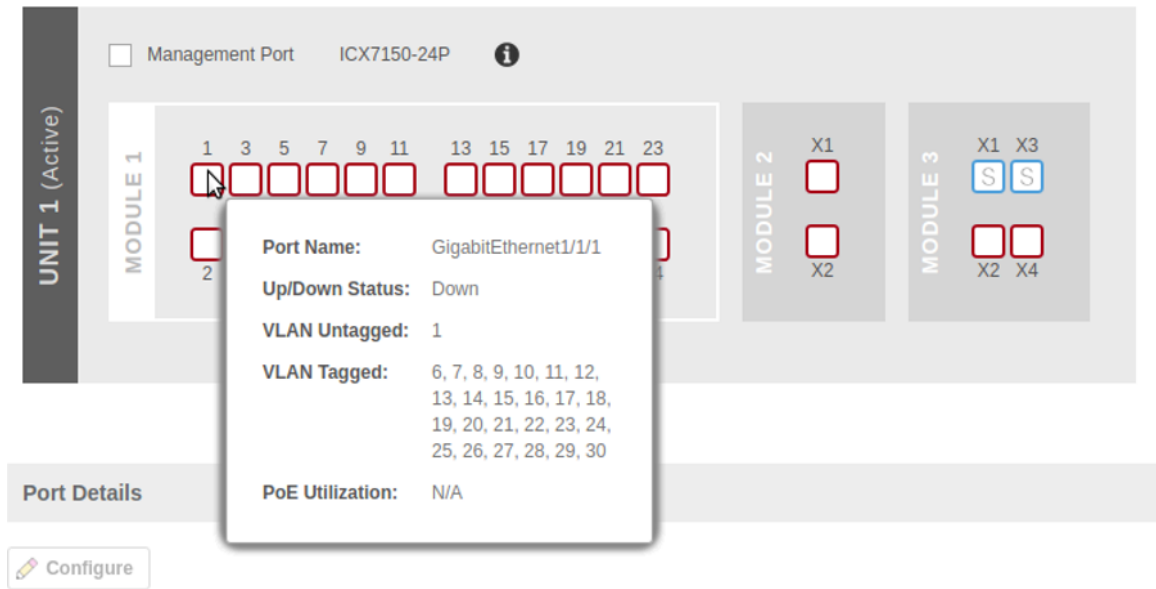 UNIT 1 (Active)
Management Port ICX7150-24P
MODULE 1
1 3 5 7 9 11 13 15 17 19 21 23
2
MODULE 2
X1
X2
MODULE 3
X1 X3
S S
X2 X4
Port Name: GigabitEthernet1/1/1
Up/Down Status: Down
VLAN Untagged: 1
VLAN Tagged: 6, 7, 8, 9, 10, 11, 12,
13, 14, 15, 16, 17, 18,
19, 20, 21, 22, 23, 24,
25, 26, 27, 28, 29, 30
PoE Utilization: N/A
Port Details
Configure